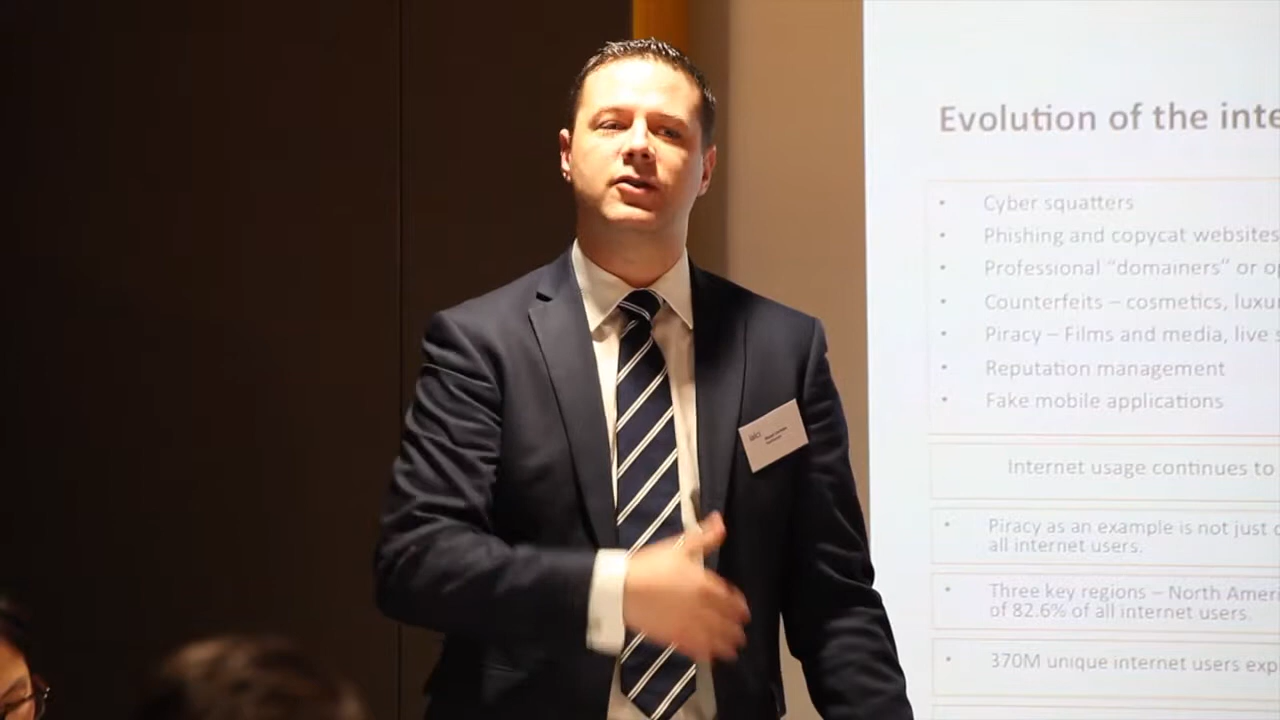 Evolution of the inte
• Cyber squatters
• Phishing and copycat websites
• Professional "domainers" or op
• Counterfeits – cosmetics, luxu
• Piracy – Films and media, live s
• Reputation management
• Fake mobile applications
Internet usage continues to
• Piracy as an example is not just
all internet users.
• Three key regions – North Ameri
of 82.6% of all internet users.
• 370M unique internet users exp